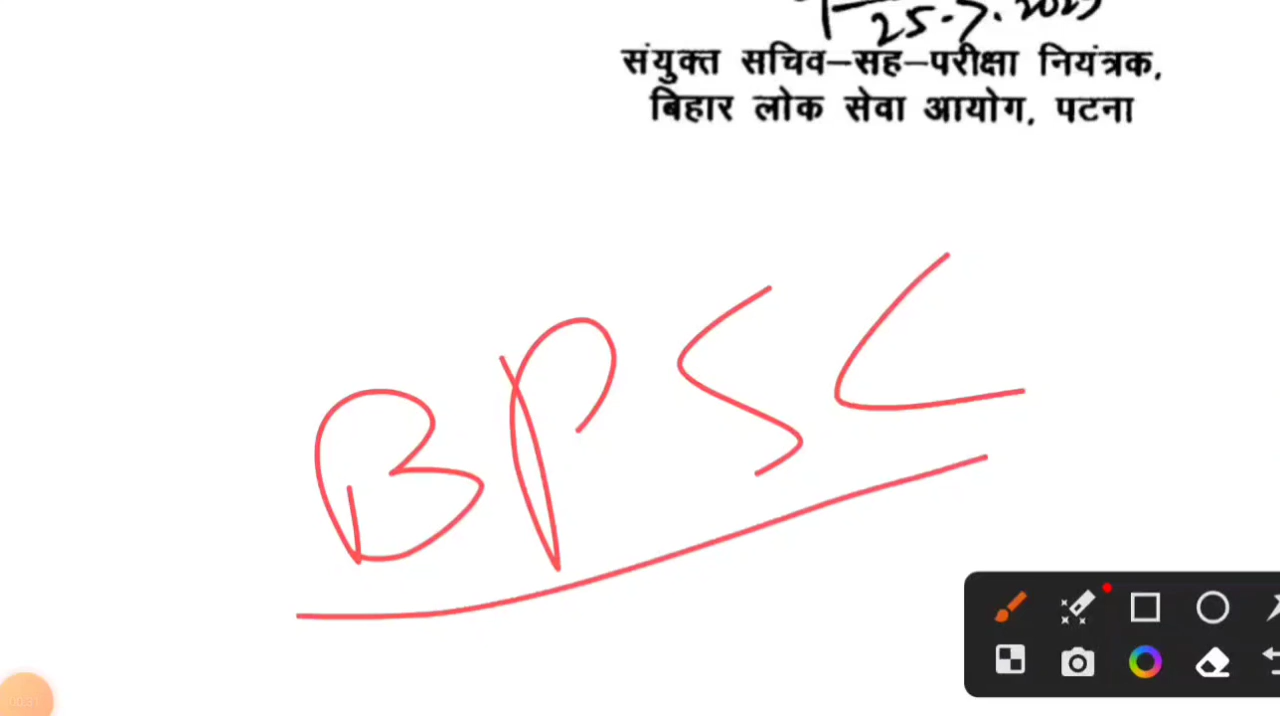 25.7.2023
संयुक्त सचिव–सह–परीक्षा नियंत्रक,
बिहार लोक सेवा आयोग, पटना
BPSC